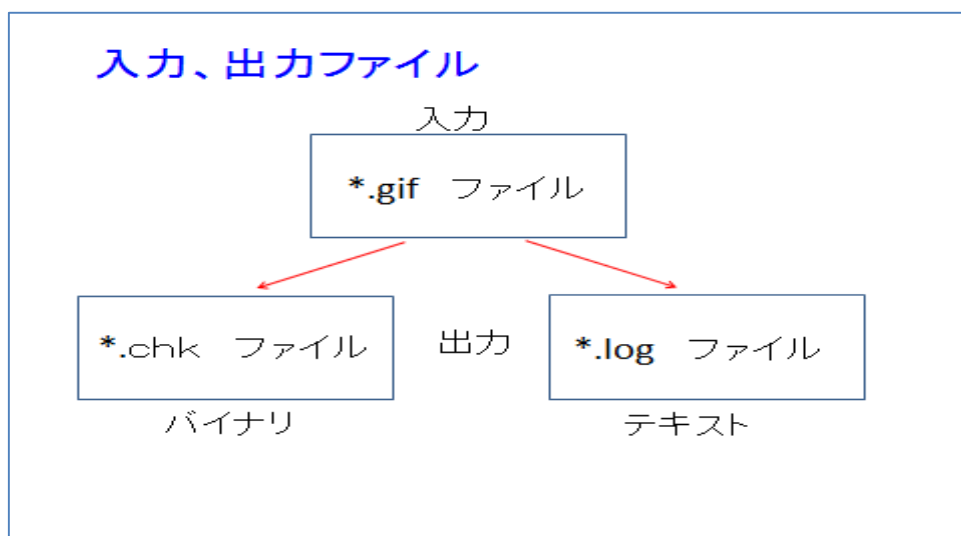 入力、出力ファイル
入力
*.gif ファイル
*.chk ファイル
出力
*.log ファイル
バイナリ
テキスト